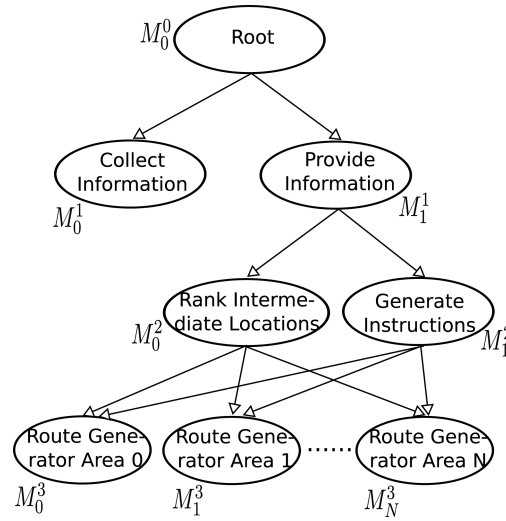 M_0^0
Root
Collect
Information
Provide
Information
M_0^1
M_1^1
Rank Interme-
diate Locations
Generate
Instructions
M_0^2
M_1^2
Route Gene-
rator Area 0
Route Gene-
rator Area 1
......
Route Gene-
rator Area N
M_0^3
M_1^3
M_N^3